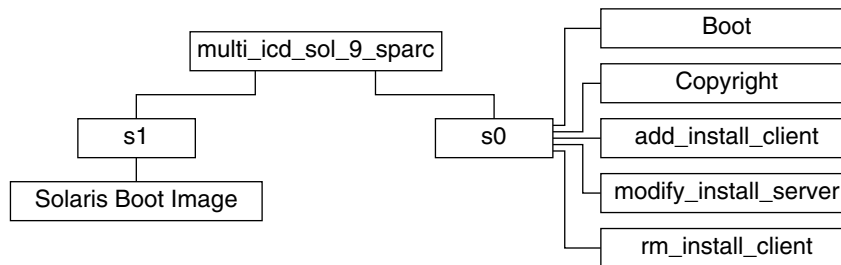 multi_icd_sol_9_sparc
s1
Solaris Boot Image
s0
Boot
Copyright
add_install_client
modify_install_server
rm_install_client